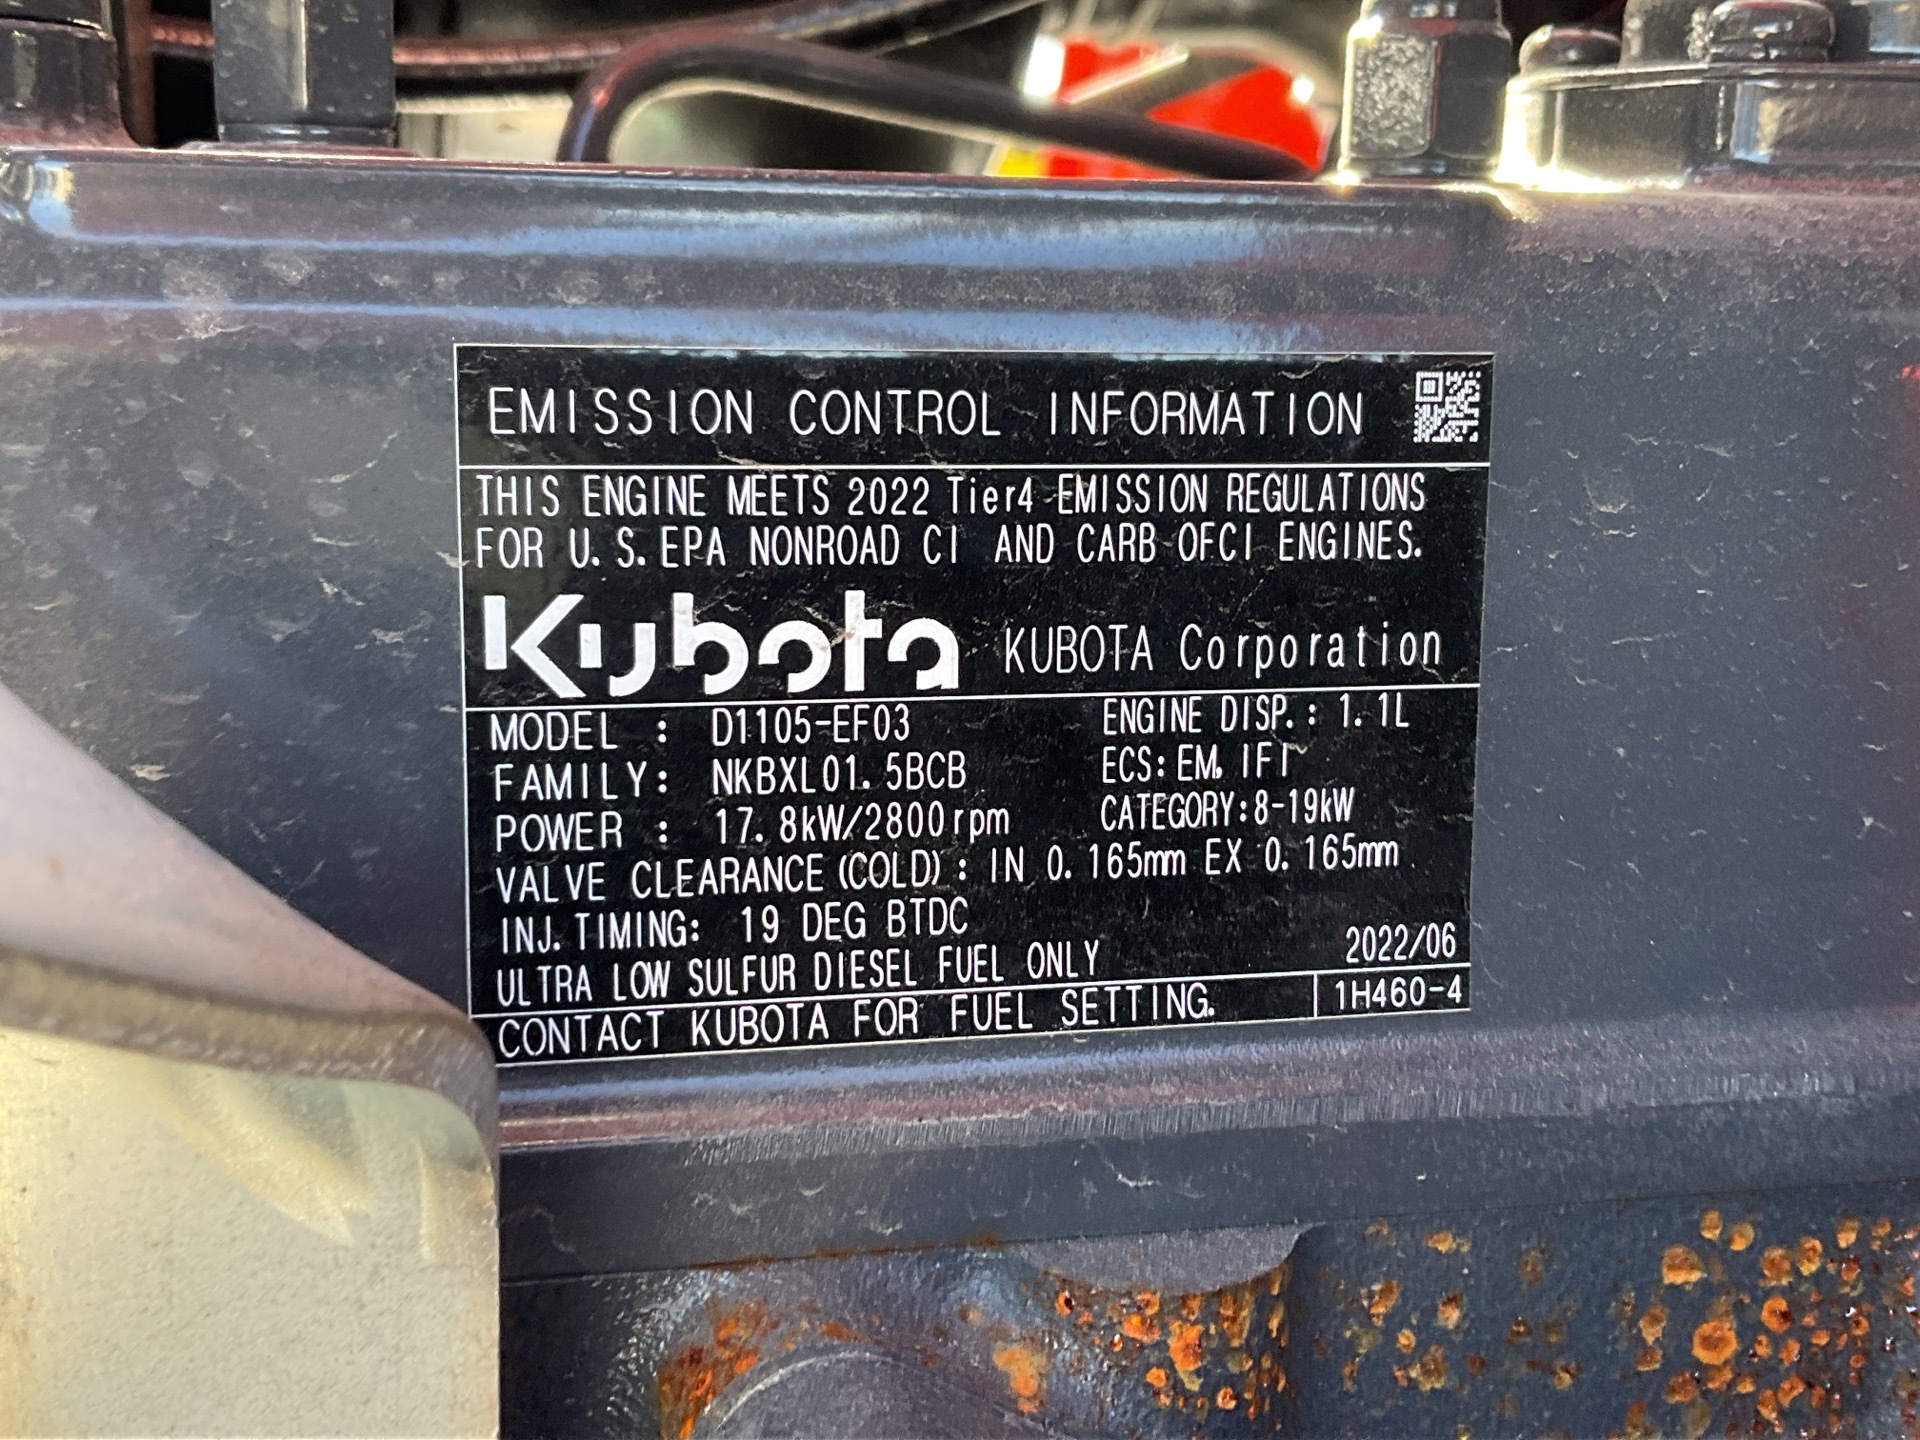 EMISSION CONTROL INFORMATION
THIS ENGINE MEETS 2022 Tier4 EMISSION REGULATIONS
FOR U.S.EPA NONROAD CI AND CARB OFCI ENGINES.
Kubota KUBOTA Corporation
MODEL : D1105-EF03 ENGINE DISP.: 1.1L
FAMILY: NKBXL01.5BCB ECS: EM, IFI
POWER : 17.8kW/2800rpm CATEGORY:8-19kW
VALVE CLEARANCE (COLD) : IN 0.165mm EX 0.165mm
INJ.TIMING: 19 DEG BTDC
ULTRA LOW SULFUR DIESEL FUEL ONLY 2022/06
CONTACT KUBOTA FOR FUEL SETTING. 1H460-4